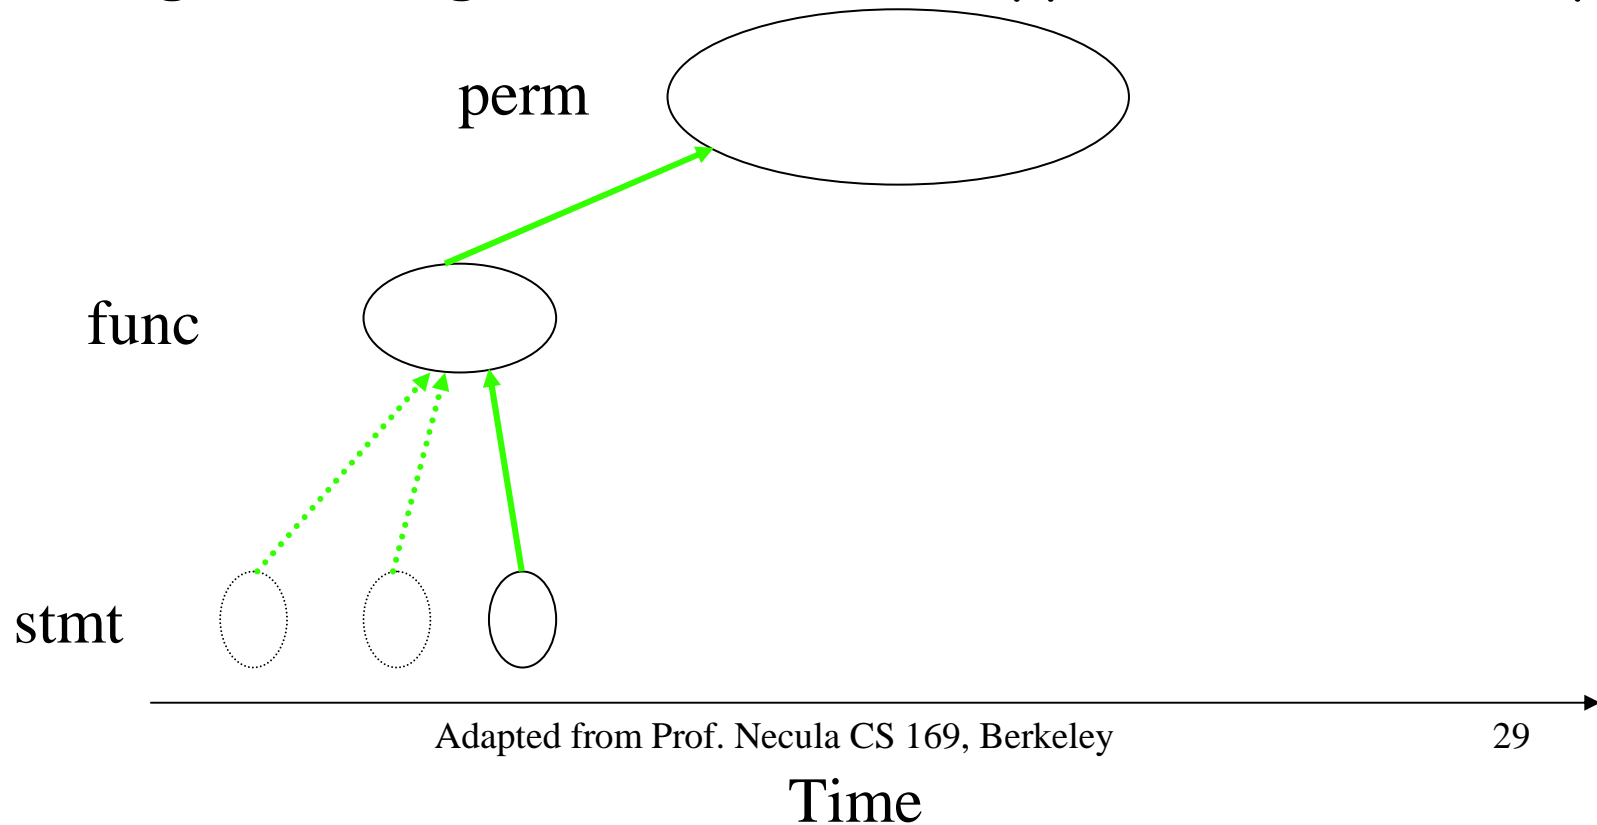 perm
func
stmt
Adapted from Prof. Necula CS 169, Berkeley
29
Time